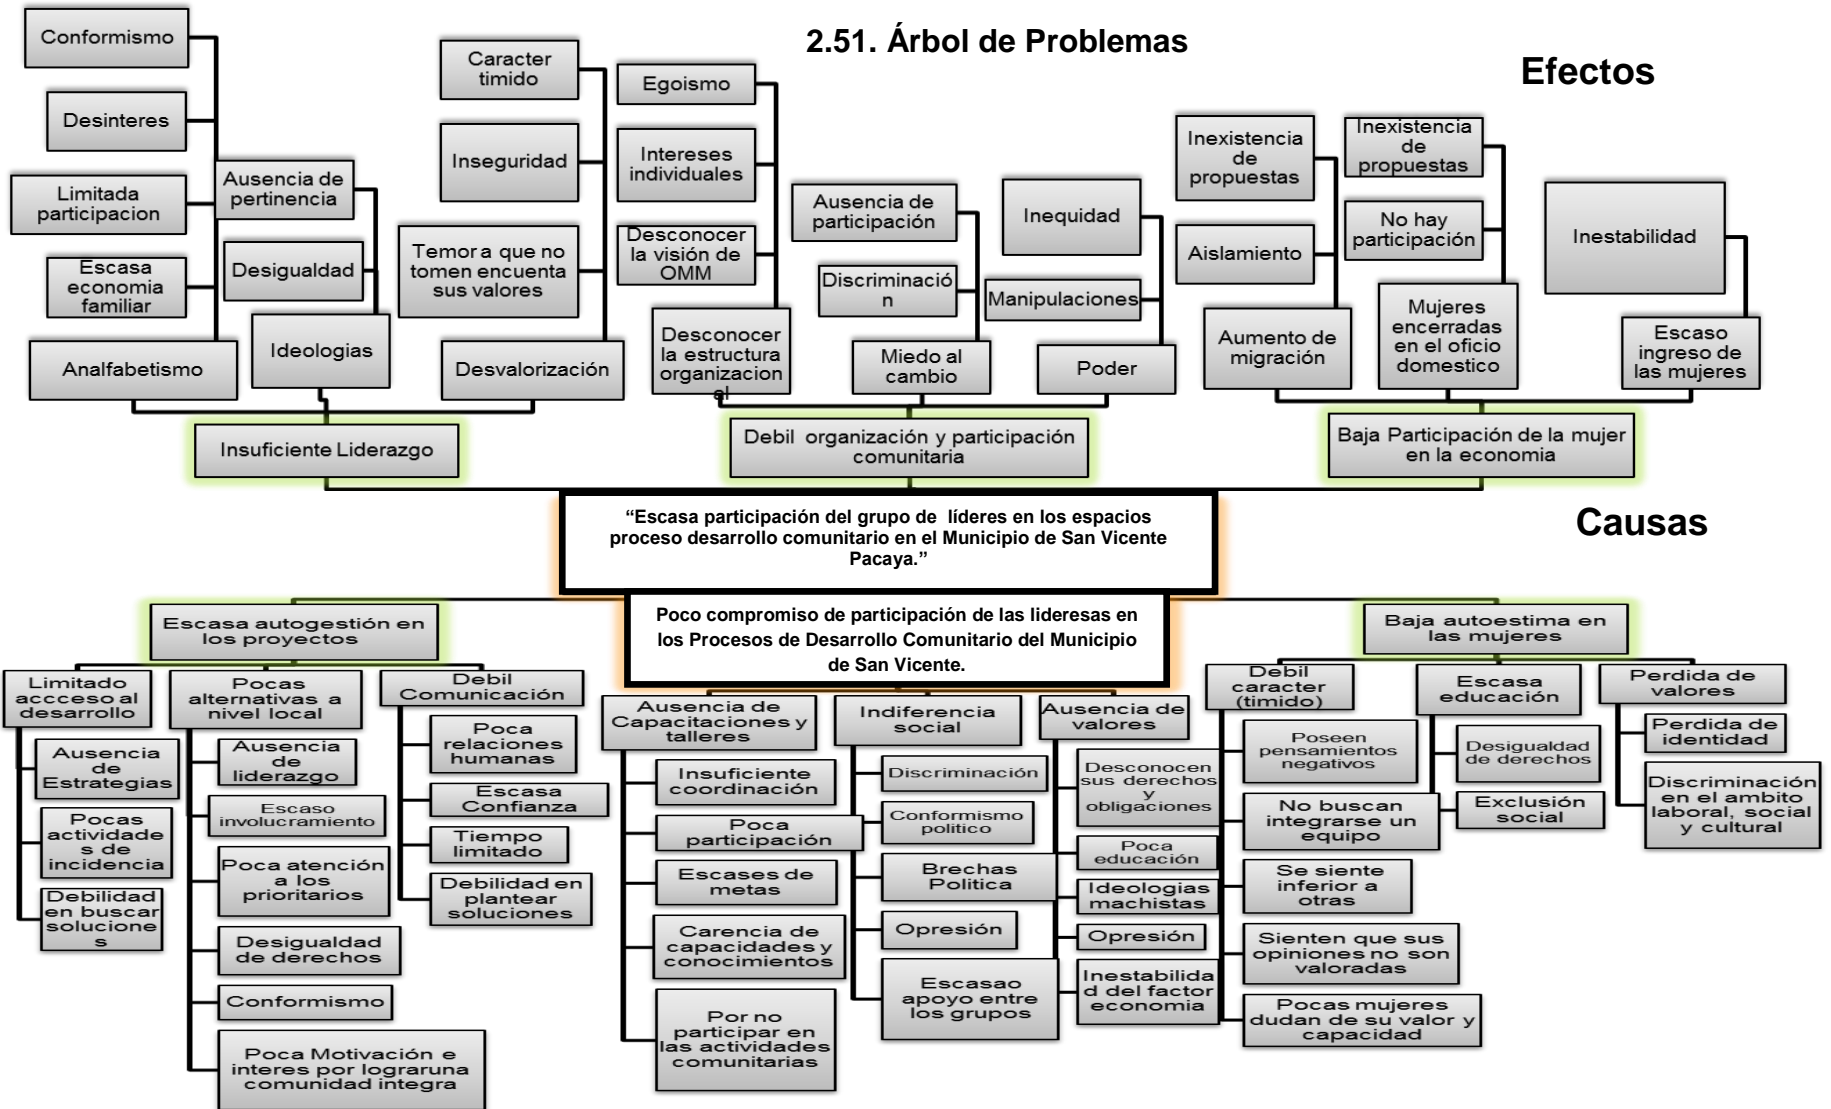 2.51. Árbol de Problemas
Efectos
Conformismo
Desinteres
Limitada
participacion
Escasa
economia
familiar
Analfabetismo
Ausencia de
pertinencia
Desigualdad
Ideologias
Caracter
timido
Inseguridad
Temor a que no
tomen encuenta
sus valores
Desvalorización
Egoismo
Intereses
individuales
Desconocer
la visión de
OMM
Desconocer
la estructura
organizacion
al
Ausencia de
participación
Discriminació
n
Miedo al
cambio
Inequidad
Manipulaciones
Poder
Inexistencia
de
propuestas
Aislamiento
Aumento de
migración
Inexistencia
de
propuestas
No hay
participación
Mujeres
encerradas
en el oficio
domestico
Inestabilidad
Escaso
ingreso de
las mujeres
Insuficiente Liderazgo
Debil organización y participación
comunitaria
Baja Participación de la mujer
en la economia
“Escasa participación del grupo de líderes en los espacios
proceso desarrollo comunitario en el Municipio de San Vicente
Pacaya.”
Causas
Poco compromiso de participación de las lideresas en
los Procesos de Desarrollo Comunitario del Municipio
de San Vicente.
Escasa autogestión en
los proyectos
Limitado
accceso al
desarrollo
Ausencia
de
Estrategias
Pocas
actividade
s de
incidencia
Debilidad
en buscar
solucione
s
Pocas
alternativas a
nivel local
Ausencia
de
liderazgo
Escaso
involucramiento
Poca atención
a los
prioritarios
Desigualdad
de derechos
Conformismo
Poca Motivación e
interes por lograruna
comunidad integra
Debil
Comunicación
Poca
relaciones
humanas
Escasa
Confianza
Tiempo
limitado
Debilidad en
plantear
soluciones
Ausencia de
Capacitaciones y
talleres
Insuficiente
coordinación
Poca
participación
Escases de
metas
Carencia de
capacidades y
conocimientos
Por no
participar en
las actividades
comunitarias
Indiferencia
social
Discriminación
Conformismo
politico
Brechas
Politica
Opresión
Escasao
apoyo entre
los grupos
Ausencia de
valores
Desconocen
sus derechos
y
obligaciones
Poca
educación
Ideologias
machistas
Opresión
Inestabilida
d del factor
economia
Baja autoestima en
las mujeres
Debil
caracter
(timido)
Poseen
pensamientos
negativos
No buscan
integrarse un
equipo
Se siente
inferior a
otras
Sienten que sus
opiniones no son
valoradas
Pocas mujeres
dudan de su valor y
capacidad
Escasa
educación
Desigualdad
de derechos
Exclusión
social
Perdida de
valores
Perdida de
identidad
Discriminación
en el ambito
laboral, social
y cultural